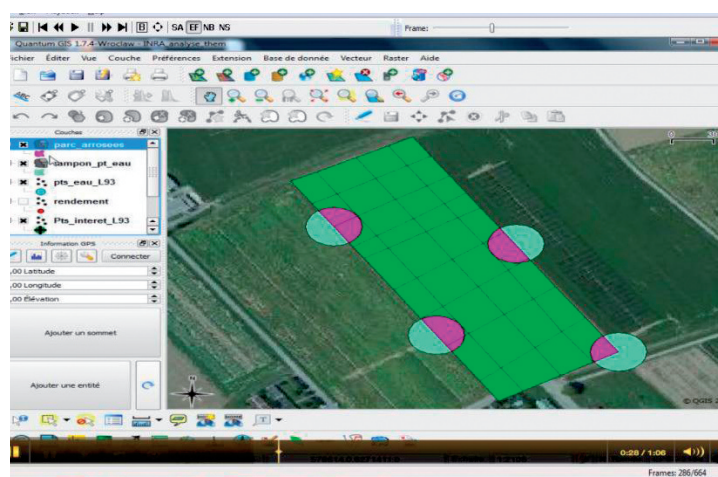 B SA EF NB NS Frame:
Quantum GIS 1.7.4-Wroclaw INRA_analyse_them
ichier Éditer Vue Couche Préférences Extension Base de donnée Vecteur Raster Aide
Couches
parc_arrosees
tampon_pt_eau
pts_eau_L93
rendement
Pts_interet_L93
Information GPS
Connecter
,00 Latitude
,00 Longitude
,00 Élévation
Ajouter un sommet
Ajouter une entité
N
© QGIS 2
0:28 / 1:06
Frames: 286/664